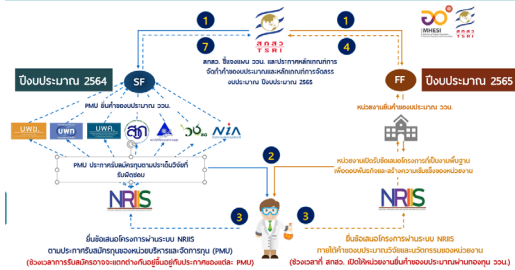 1
1
สกสว
TSRI
MHESI
สกสว
TSRI
7
4
สกสว. ชี้แจงแผน ววน. และประกาศหลักเกณฑ์การ
จัดทำคำของบประมาณและหลักเกณฑ์การจัดสรร
งบประมาณ ปีงบประมาณ 2565
ปีงบประมาณ 2564
SF
FF
ปีงบประมาณ 2565
PMU ยื่นคำของบประมาณ ววน.
หน่วยงานยื่นคำของบประมาณ ววน.
บพข.
บพท
บพค.
วช
NIA
PMU ประกาศรับสมัครทุนตามประเด็นวิจัยที่
รับผิดชอบ
2
หน่วยงานเปิดรับข้อเสนอโครงการที่เป็นงานพื้นฐาน
เพื่อตอบพันธกิจและสร้างความเข้มแข็งของหน่วยงาน
NRIIS
NRIIS
3
3
ยื่นข้อเสนอโครงการผ่านระบบ NRIIS
ตามประกาศรับสมัครทุนของหน่วยบริหารและจัดการทุน (PMU)
(ช่วงเวลาการรับสมัครอาจจะแตกต่างกันอยู่ขึ้นอยู่กับประกาศของแต่ละ PMU)
ยื่นข้อเสนอโครงการผ่านระบบ NRIIS
ภายใต้คำของบประมาณวิจัยและนวัตกรรมของหน่วยงาน
(ช่วงเวลาที่ สกสว. เปิดให้หน่วยงานยื่นคำของบประมาณผ่านกองทุน ววน.)